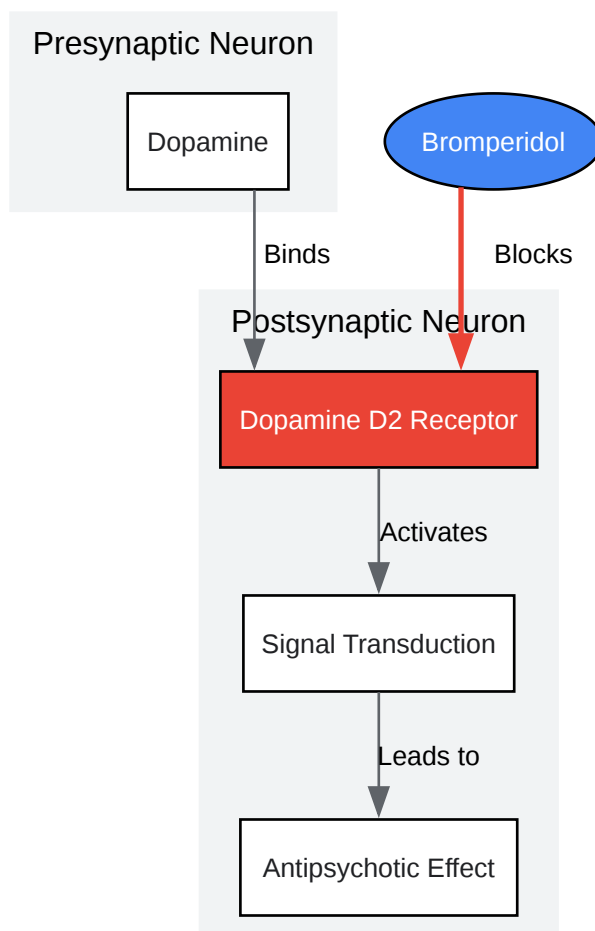 Presynaptic Neuron
Dopamine
Bromperidol
Binds
Blocks
Postsynaptic Neuron
Dopamine D2 Receptor
Activates
Signal Transduction
Leads to
Antipsychotic Effect